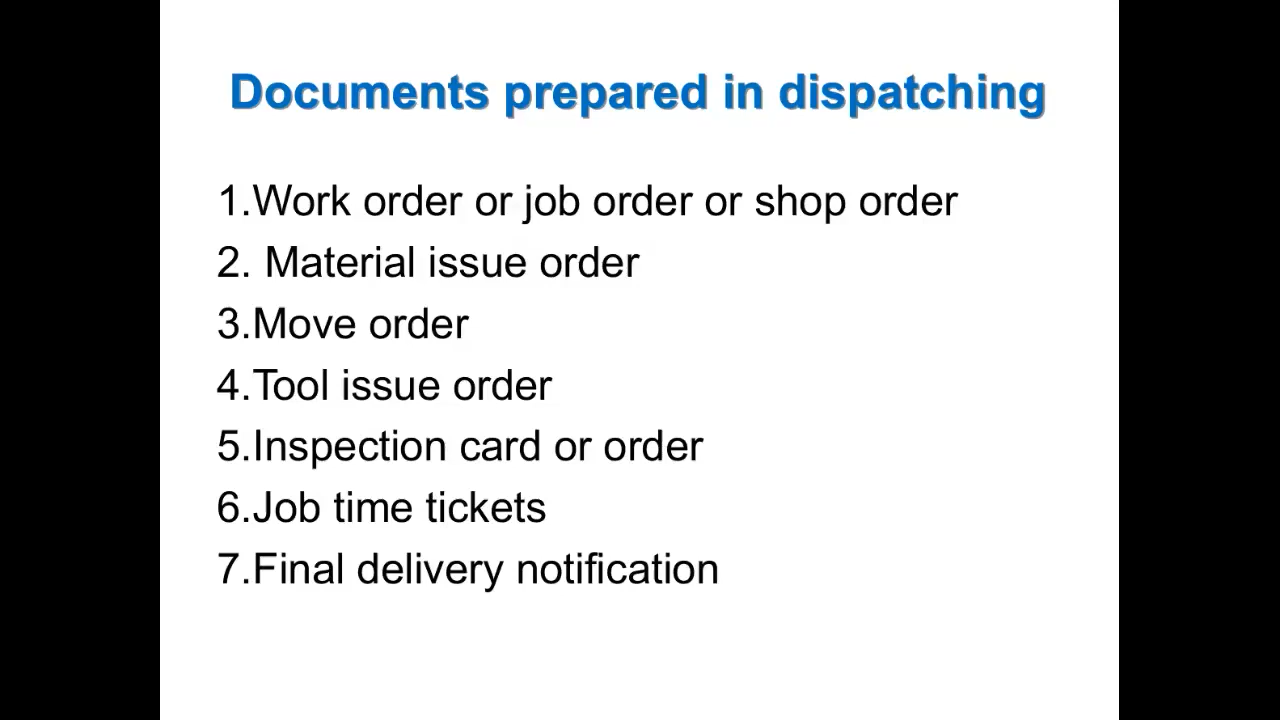 Documents prepared in dispatching
1.Work order or job order or shop order
2. Material issue order
3.Move order
4.Tool issue order
5.Inspection card or order
6.Job time tickets
7.Final delivery notification